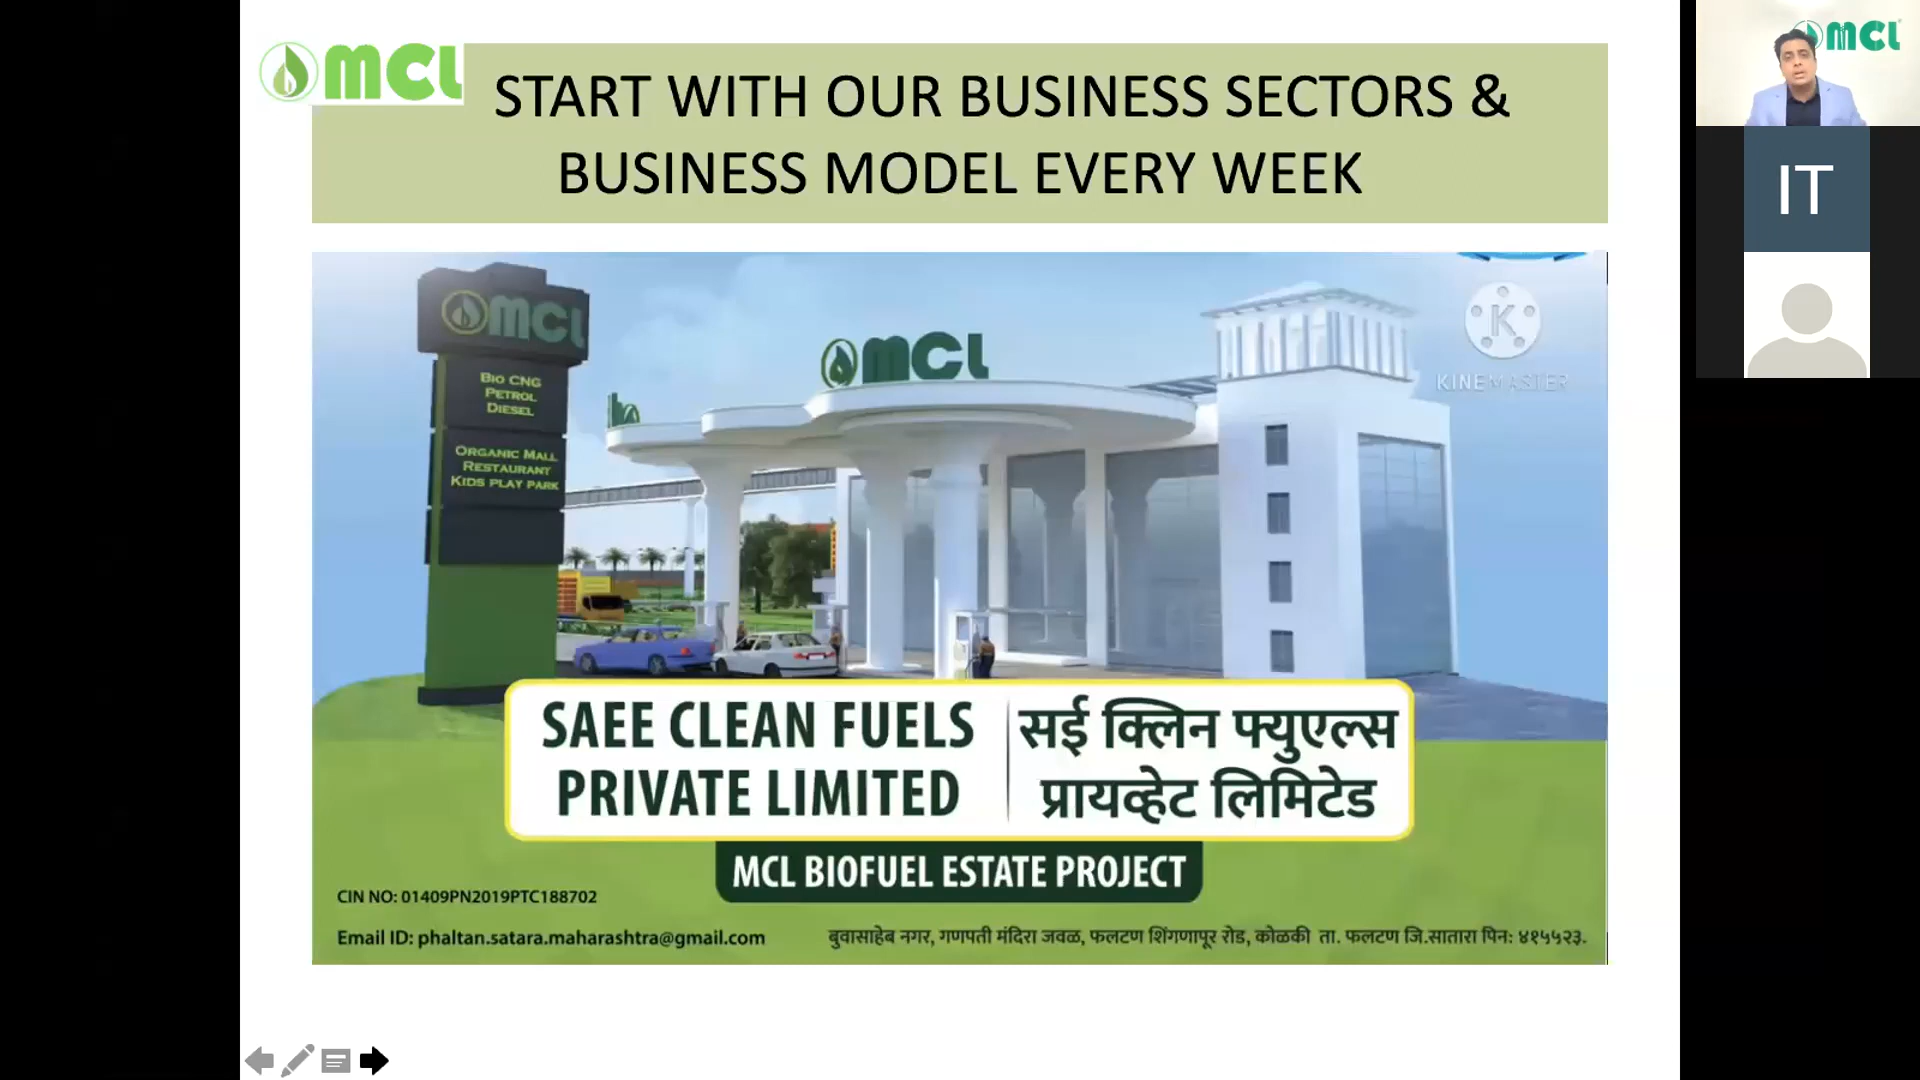 mcl
START WITH OUR BUSINESS SECTORS &
BUSINESS MODEL EVERY WEEK
mcl
IT
mcl
BIO CNG
PETROL
DIESEL
ORGANIC MALL
RESTAURANT
KIDS PLAY PARK
mcl
K
KINEMASTER
SAEE CLEAN FUELS
PRIVATE LIMITED
सई क्लिन फ्युएल्स
प्रायव्हेट लिमिटेड
MCL BIOFUEL ESTATE PROJECT
CIN NO: 01409PN2019PTC188702
Email ID: phaltan.satara.maharashtra@gmail.com
बुवासाहेब नगर, गणपती मंदिरा जवळ, फलटण शिंगणापूर रोड, कोळकी ता. फलटण जि.सातारा पिन: ४१५५२३.